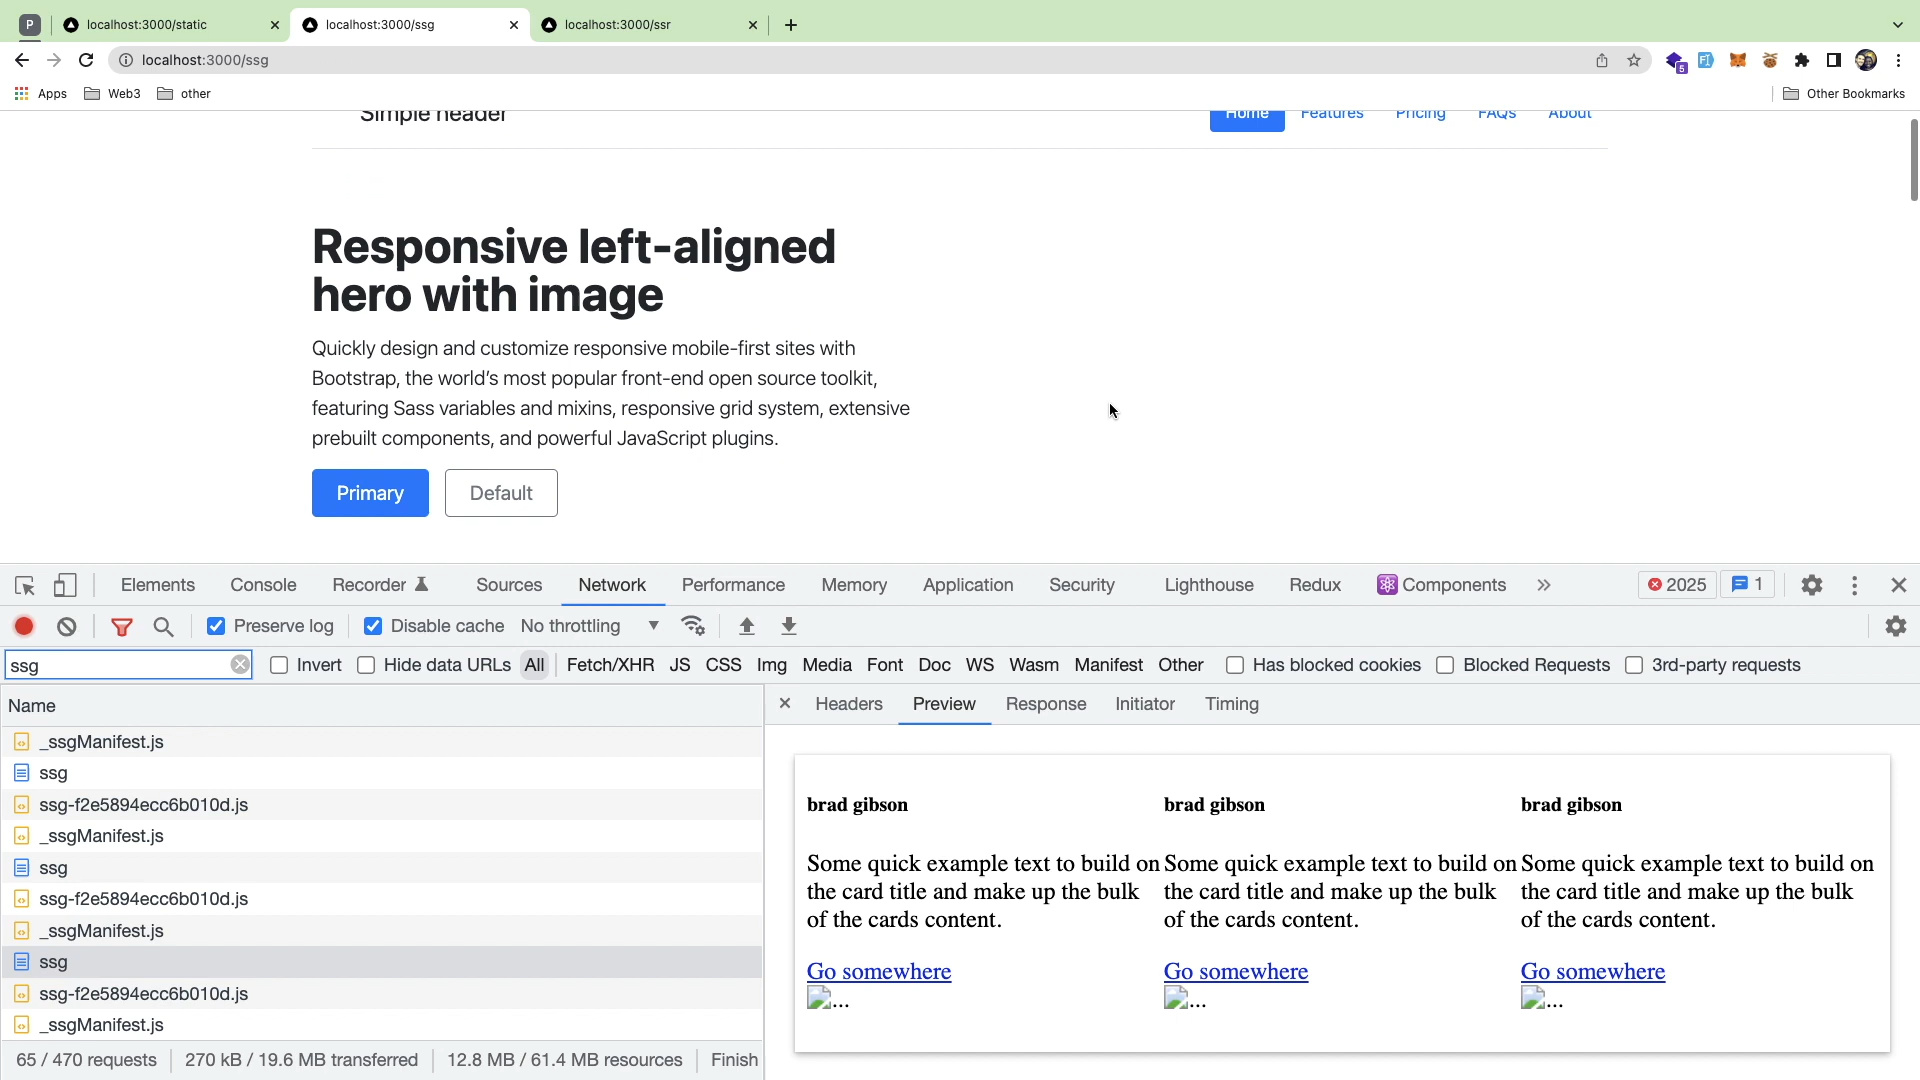 P
localhost:3000/static
localhost:3000/ssg
localhost:3000/ssr
localhost:3000/ssg
5
Apps
Web3
other
Other Bookmarks
Simple header
Home
Features
Pricing
FAQs
About
Responsive left-aligned
hero with image
Quickly design and customize responsive mobile-first sites with
Bootstrap, the world’s most popular front-end open source toolkit,
featuring Sass variables and mixins, responsive grid system, extensive
prebuilt components, and powerful JavaScript plugins.
Primary
Default
Elements
Console
Recorder
Sources
Network
Performance
Memory
Application
Security
Lighthouse
Redux
Components
2025
1
Preserve log
Disable cache
No throttling
ssg
Invert
Hide data URLs
All
Fetch/XHR
JS
CSS
Img
Media
Font
Doc
WS
Wasm
Manifest
Other
Has blocked cookies
Blocked Requests
3rd-party requests
Name
_ssgManifest.js
ssg
ssg-f2e5894ecc6b010d.js
_ssgManifest.js
ssg
ssg-f2e5894ecc6b010d.js
_ssgManifest.js
ssg
ssg-f2e5894ecc6b010d.js
_ssgManifest.js
65 / 470 requests
270 kB / 19.6 MB transferred
12.8 MB / 61.4 MB resources
Finish
Headers
Preview
Response
Initiator
Timing
brad gibson
Some quick example text to build on
the card title and make up the bulk
of the cards content.
Go somewhere
...
brad gibson
Some quick example text to build on
the card title and make up the bulk
of the cards content.
Go somewhere
...
brad gibson
Some quick example text to build on
the card title and make up the bulk
of the cards content.
Go somewhere
...